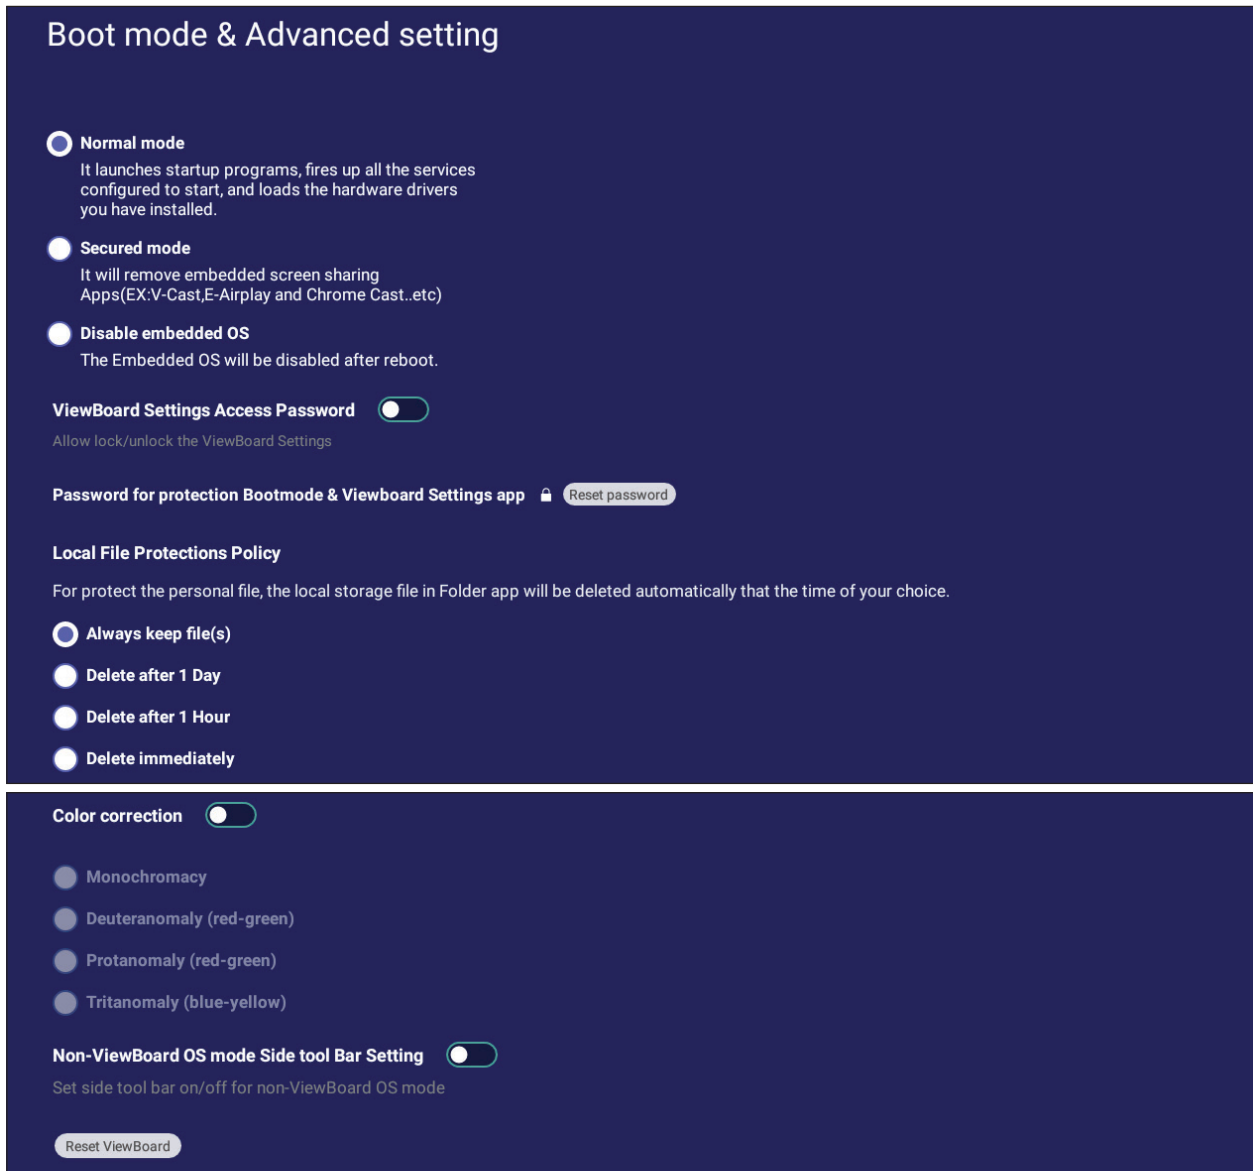 Boot mode & Advanced setting
Normal mode
It launches startup programs, fires up all the services
configured to start, and loads the hardware drivers
you have installed.
Secured mode
It will remove embedded screen sharing
Apps(EX:V-Cast,E-Airplay and Chrome Cast..etc)
Disable embedded OS
The Embedded OS will be disabled after reboot.
ViewBoard Settings Access Password
Allow lock/unlock the ViewBoard Settings
Password for protection Bootmode & Viewboard Settings app Reset password
Local File Protections Policy
For protect the personal file, the local storage file in Folder app will be deleted automatically that the time of your choice.
Always keep file(s)
Delete after 1 Day
Delete after 1 Hour
Delete immediately
Color correction
Monochromacy
Deuteranomaly (red-green)
Protanomaly (red-green)
Tritanomaly (blue-yellow)
Non-ViewBoard OS mode Side tool Bar Setting
Set side tool bar on/off for non-ViewBoard OS mode
Reset ViewBoard